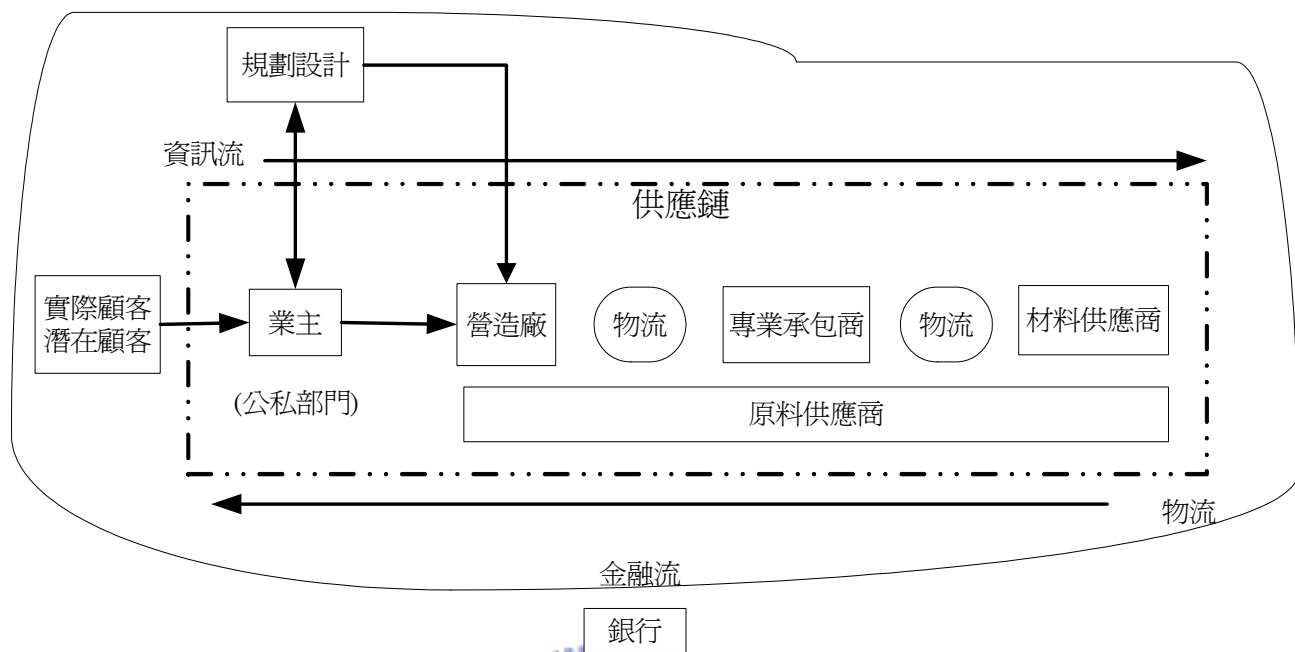 規劃設計
資訊流
供應鏈
實際顧客
潛在顧客
業主
營造廠
物流
專業承包商
物流
材料供應商
(公私部門)
原料供應商
物流
金融流
銀行